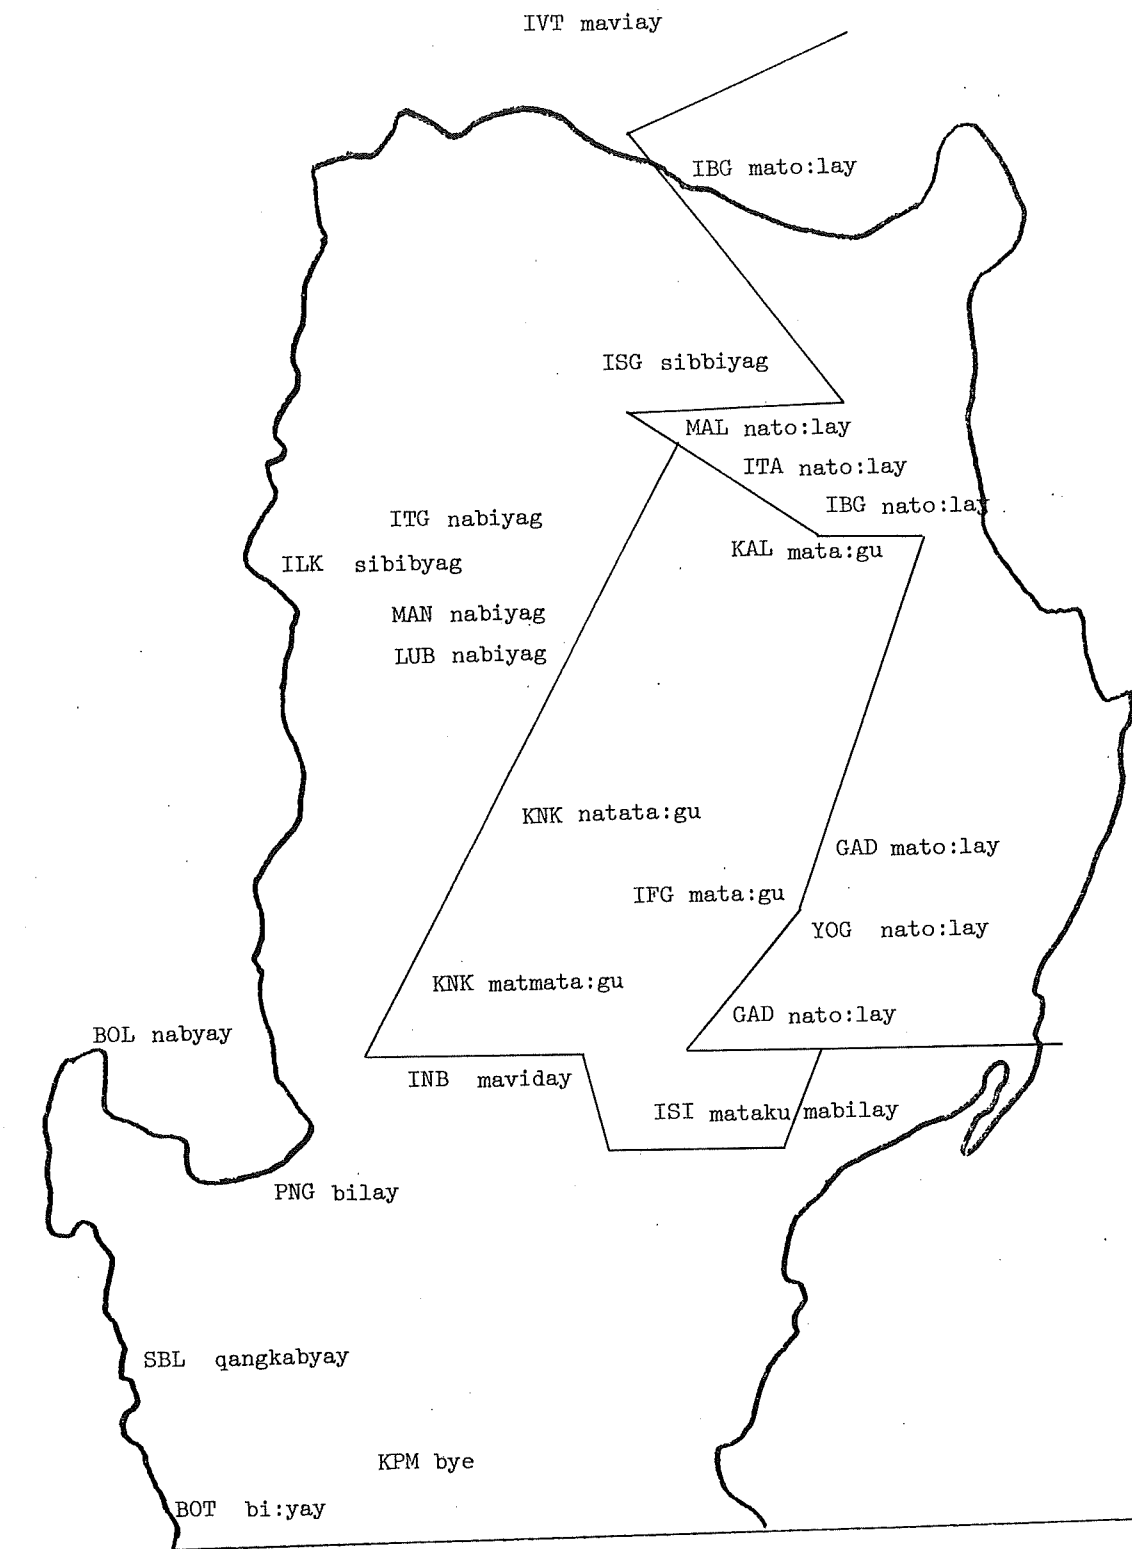 IVT maviay
IBG mato:lay
ISG sibbiyag
MAL nato:lay
ITA nato:lay
IBG nato:lay
ITG nabiyag
KAL mata:gu
ILK sibibyag
MAN nabiyag
LUB nabiyag
KNK natata:gu
GAD mato:lay
IFG mata:gu
YOG nato:lay
KNK matmata:gu
GAD nato:lay
BOL nabyay
INB maviday
ISI mataku/mabilay
PNG bilay
SBL qangkabyay
KPM bye
BOT bi:yay